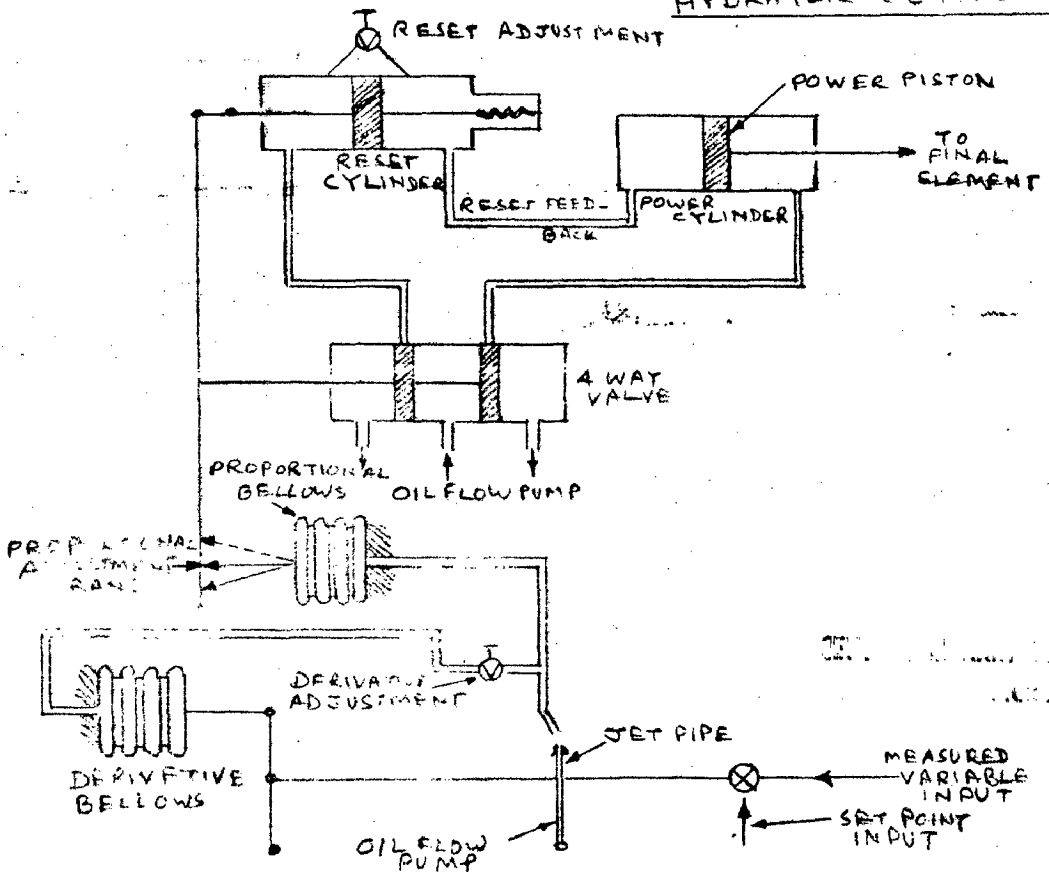 RESET ADJUSTMENT
POWER PISTON
TO
FINAL
ELEMENT
RESET
CYLINDER
RESET FEED-
BACK
POWER
CYLINDER
4 WAY
VALVE
PROPORTIONAL
BELLOWS
OIL FLOW PUMP
DERIVATIVE
ADJUSTMENT
JET PIPE
DERIVETIVE
BELLOWS
MEASURED
VARIABLE
INPUT
SET POINT
INPUT
OIL FLOW
PUMP